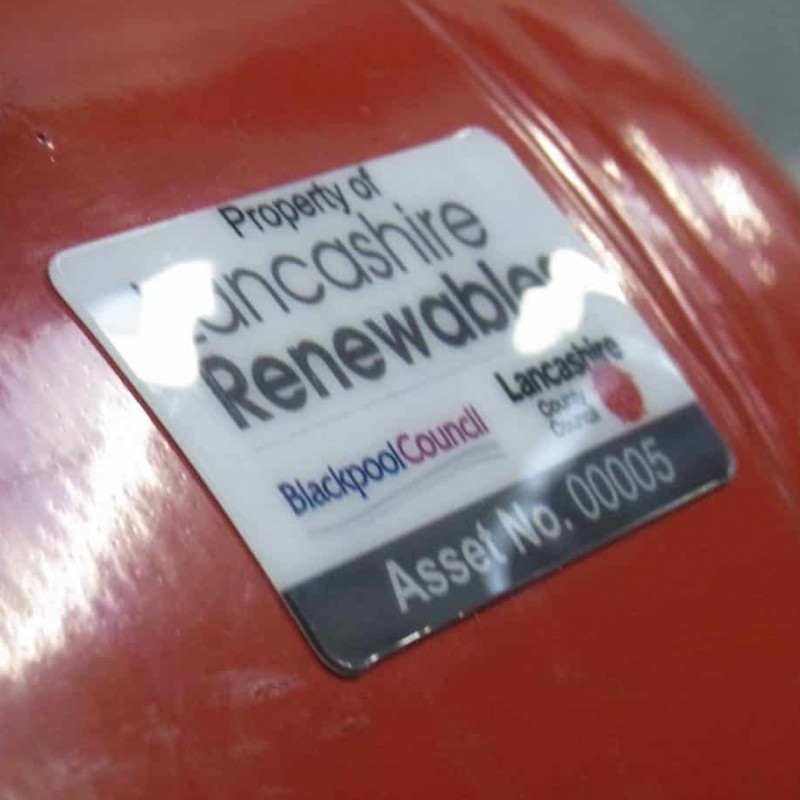 Property of
Lancashire
Renewables
BlackpoolCouncil
Lancashire
County
Council
Asset No. 00005